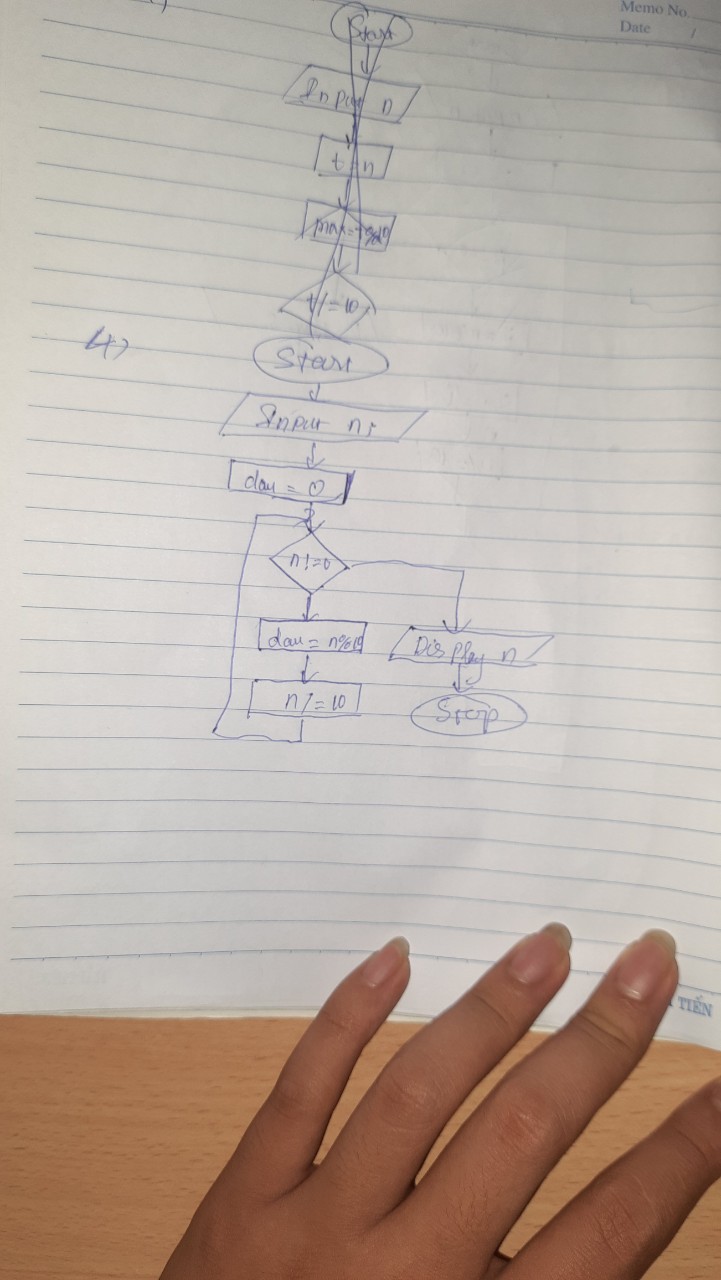 Memo No.
Date /
Start
Input n
t = n
max = t%10
t/=10
4)
Start
Input n;
dau = 0
n!=0
dau = n%10
Display n
n/=10
Stop
TIẾN